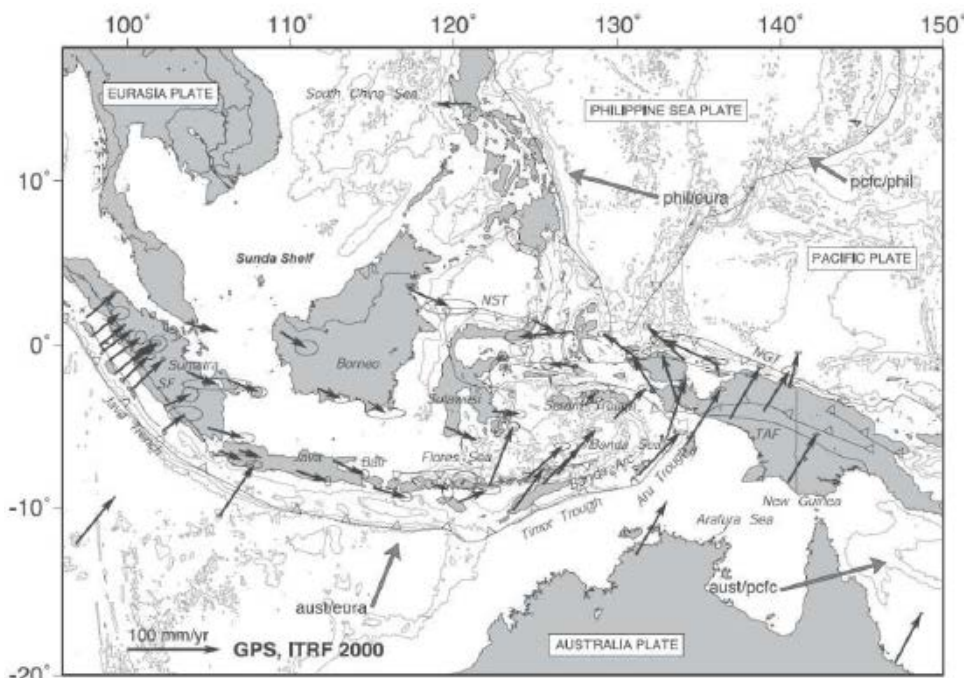 100° 110° 120° 130° 140° 150°
EURASIA PLATE
South China Sea
PHILIPPINE SEA PLATE
10°
phil/eura
pcfc/phil
Sunda Shelf
PACIFIC PLATE
NST
0°
Borneo
NGT
Sumatra
SF
Sulawesi
Seram Trough
Java Trench
TAF
Banda Sea
Java
Bali
Flores Sea
Banda Arc
Aru Trough
New Guinea
-10°
Timor Trough
Arafura Sea
aust/eura
aust/pcfc
100 mm/yr
GPS, ITRF 2000
AUSTRALIA PLATE
-20°